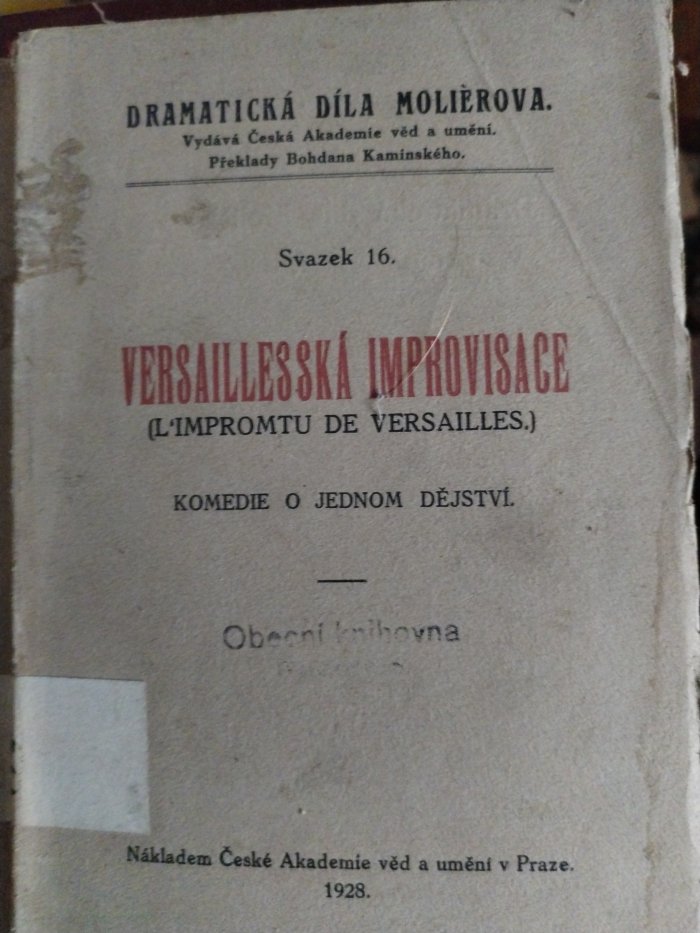 DRAMATICKÁ DÍLA MOLIÈROVA.
Vydává Česká Akademie věd a umění.
Překlady Bohdana Kaminského.
Svazek 16.
VERSAILLESSKÁ IMPROVISACE
(L'IMPROMTU DE VERSAILLES.)
KOMEDIE O JEDNOM DĚJSTVÍ.
Obecní knihovna
Nákladem České Akademie věd a umění v Praze.
1928.